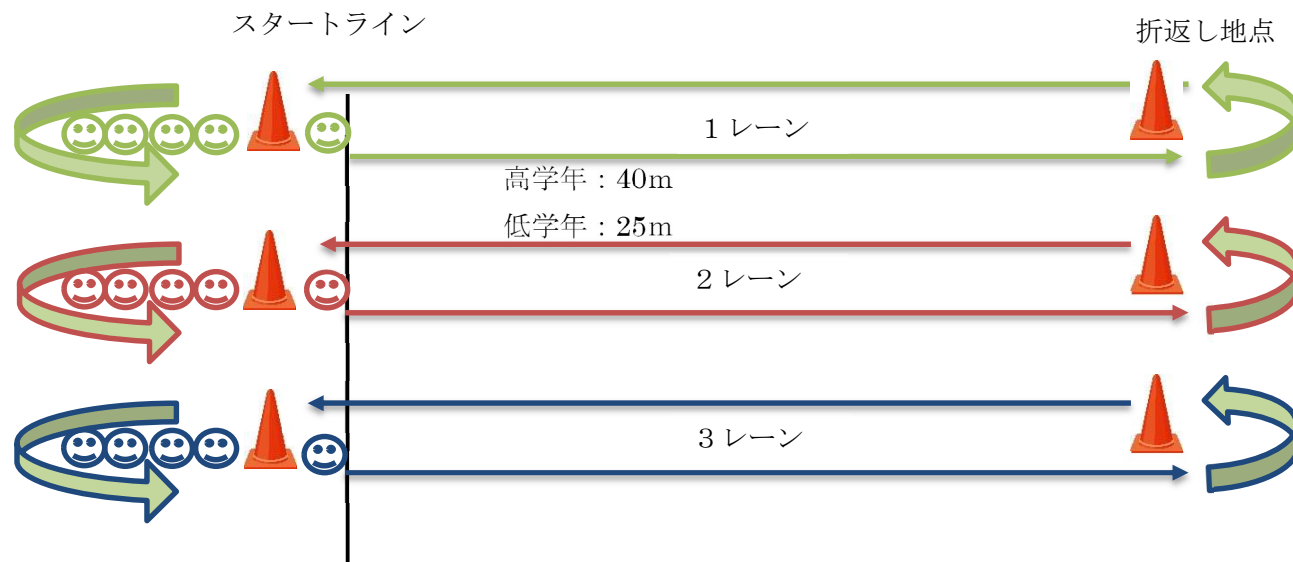 スタートライン
折返し地点
１レーン
高学年：40ｍ
低学年：25ｍ
２レーン
３レーン